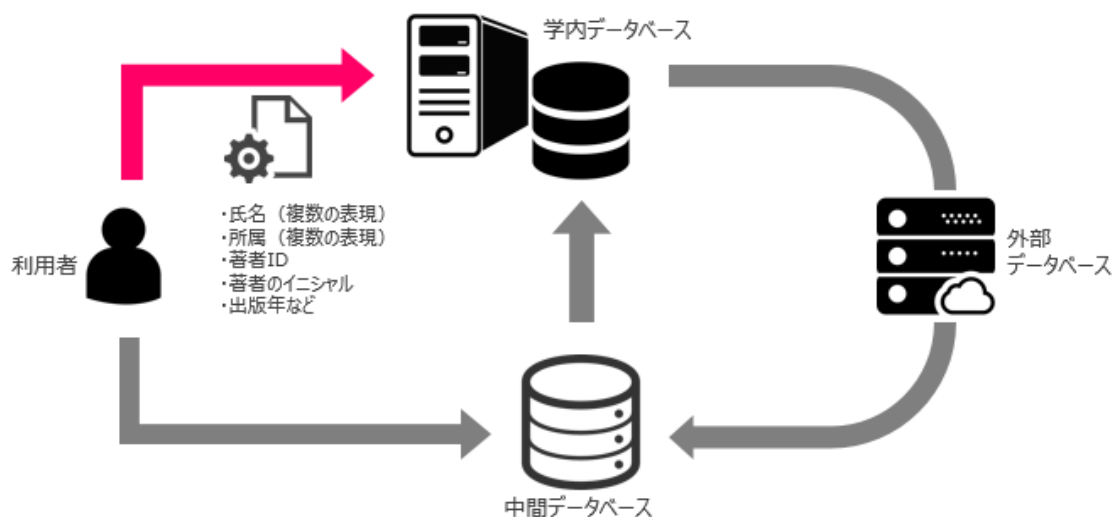 学内データベース
・氏名（複数の表現）
・所属（複数の表現）
・著者ID
・著者のイニシャル
・出版年など
利用者
外部
データベース
中間データベース